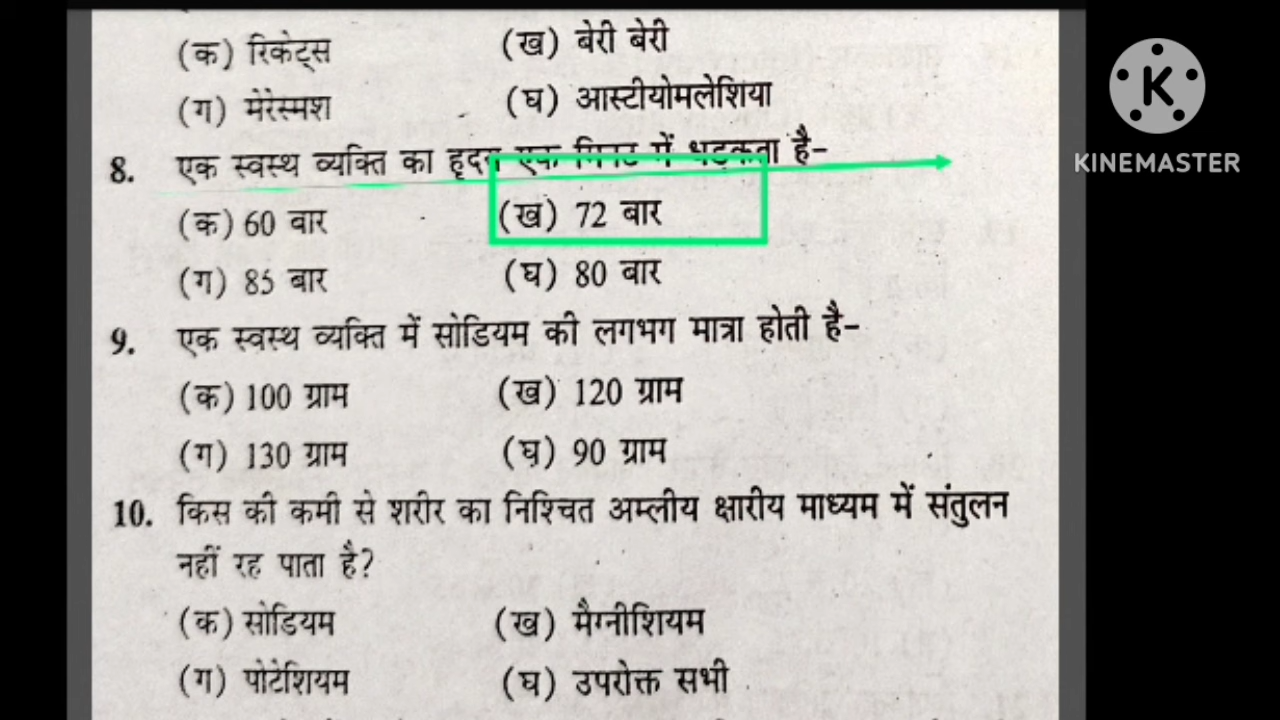 (क) रिकेट्स (ख) बेरी बेरी
(ग) मेरेस्मश (घ) आस्टीयोमलेशिया
8. एक स्वस्थ व्यक्ति का हृदय एक मिनट में धड़कता है-
(क) 60 बार (ख) 72 बार
(ग) 85 बार (घ) 80 बार
9. एक स्वस्थ व्यक्ति में सोडियम की लगभग मात्रा होती है-
(क) 100 ग्राम (ख) 120 ग्राम
(ग) 130 ग्राम (घ) 90 ग्राम
10. किस की कमी से शरीर का निश्चित अम्लीय क्षारीय माध्यम में संतुलन
नहीं रह पाता है?
(क) सोडियम (ख) मैग्नीशियम
(ग) पोटेशियम (घ) उपरोक्त सभी
K
KINEMASTER